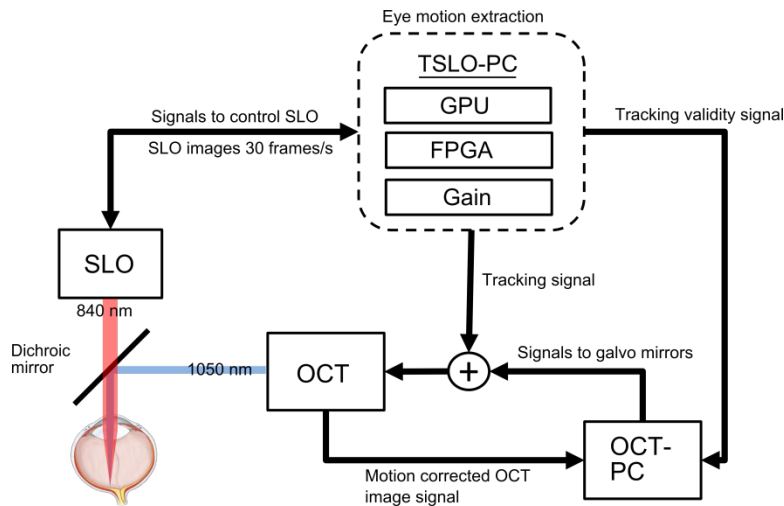 Eye motion extraction
TSLO-PC
GPU
FPGA
Gain
Signals to control SLO
SLO images 30 frames/s
Tracking validity signal
SLO
840 nm
Tracking signal
Dichroic
mirror
1050 nm
OCT
+
Signals to galvo mirrors
OCT-
PC
Motion corrected OCT
image signal